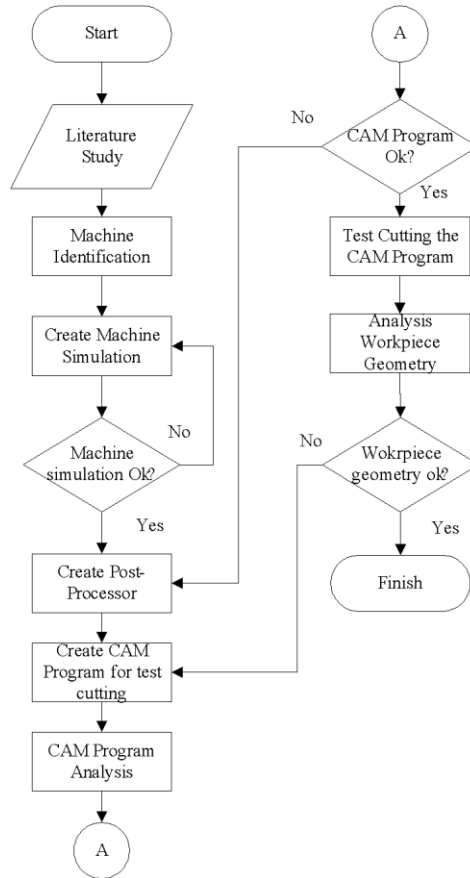 Start
Literature
Study
Machine
Identification
Create Machine
Simulation
No
Machine
simulation Ok?
Yes
Create Post-
Processor
Create CAM
Program for test
cutting
CAM Program
Analysis
A
A
No
CAM Program
Ok?
Yes
Test Cutting the
CAM Program
Analysis
Workpiece
Geometry
No
Wokrpiece
geometry ok?
Yes
Finish